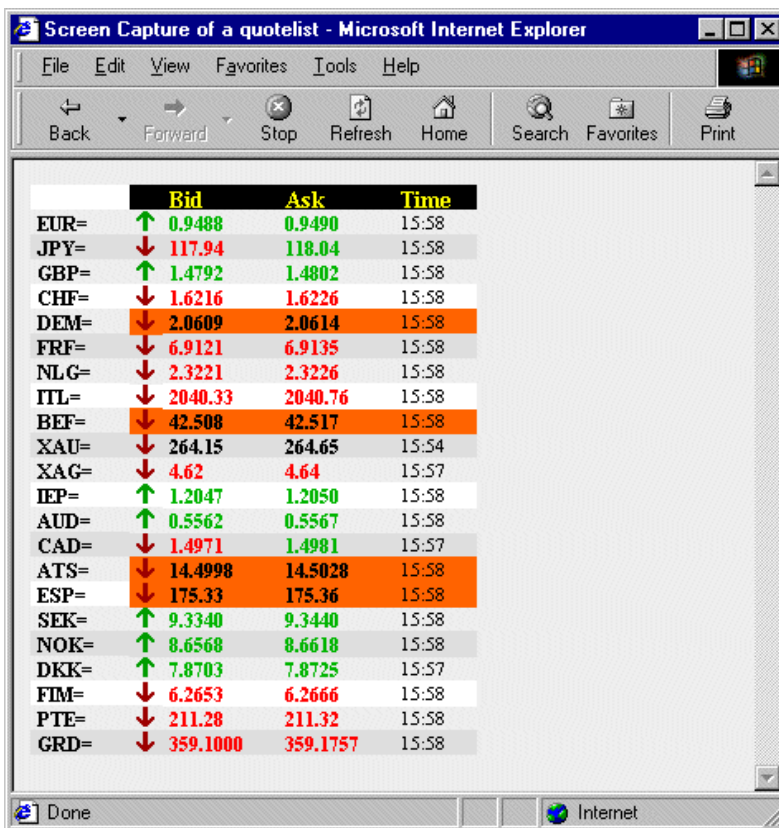 Screen Capture of a quotelist - Microsoft Internet Explorer
File Edit View Favorites Tools Help
Back Forward Stop Refresh Home Search Favorites Print
Bid Ask Time
EUR= 0.9488 0.9490 15:58
JPY= 117.94 118.04 15:58
GBP= 1.4792 1.4802 15:58
CHF= 1.6216 1.6226 15:58
DEM= 2.0609 2.0614 15:58
FRF= 6.9121 6.9135 15:58
NLG= 2.3221 2.3226 15:58
ITL= 2040.33 2040.76 15:58
BEF= 42.508 42.517 15:58
XAU= 264.15 264.65 15:54
XAG= 4.62 4.64 15:57
IEP= 1.2047 1.2050 15:58
AUD= 0.5562 0.5567 15:58
CAD= 1.4971 1.4981 15:57
ATS= 14.4998 14.5028 15:58
ESP= 175.33 175.36 15:58
SEK= 9.3340 9.3440 15:58
NOK= 8.6568 8.6618 15:58
DKK= 7.8703 7.8725 15:57
FIM= 6.2653 6.2666 15:58
PTE= 211.28 211.32 15:58
GRD= 359.1000 359.1757 15:58
Done Internet